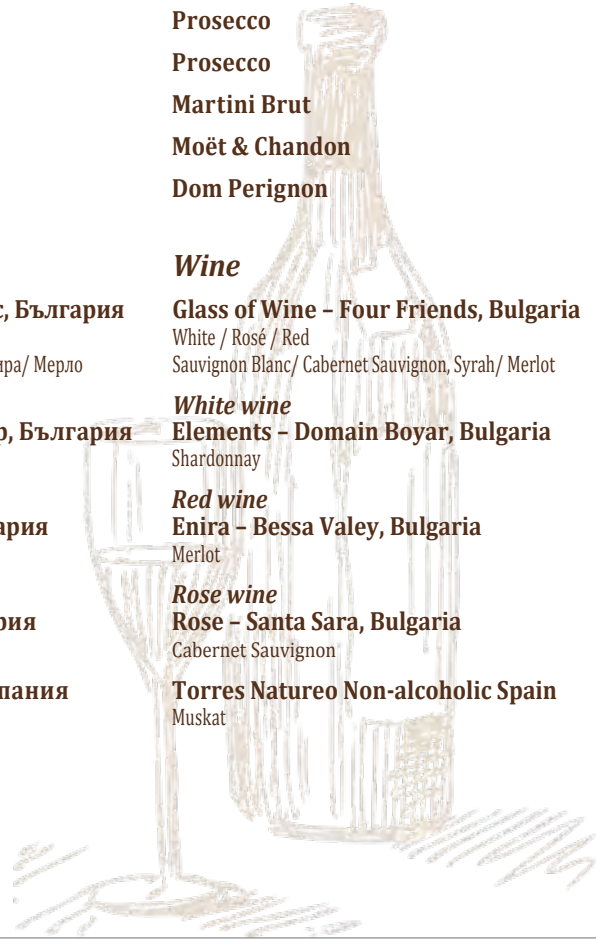 Prosecco
Prosecco
Martini Brut
Moët & Chandon
Dom Perignon
Wine
, България Glass of Wine – Four Friends, Bulgaria
White / Rosé / Red
/ Мерло Sauvignon Blanc/ Cabernet Sauvignon, Syrah/ Merlot
White wine
, България Elements – Domain Boyar, Bulgaria
Shardonnay
Red wine
Enira – Bessa Valey, Bulgaria
Merlot
Rose wine
Rose – Santa Sara, Bulgaria
Cabernet Sauvignon
Torres Natureo Non-alcoholic Spain
Muskat